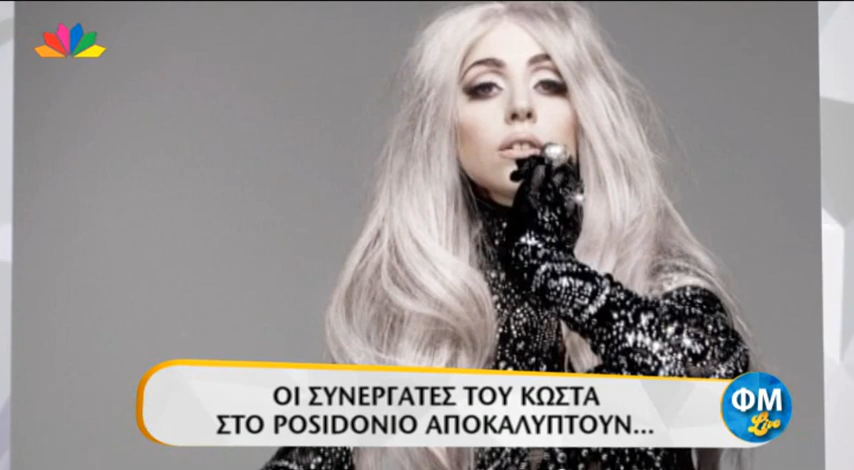 ΟΙ ΣΥΝΕΡΓΑΤΕΣ ΤΟΥ ΚΩΣΤΑ
ΣΤΟ POSIDONIO ΑΠΟΚΑΛΥΠΤΟΥΝ...
ΦΜ
Live